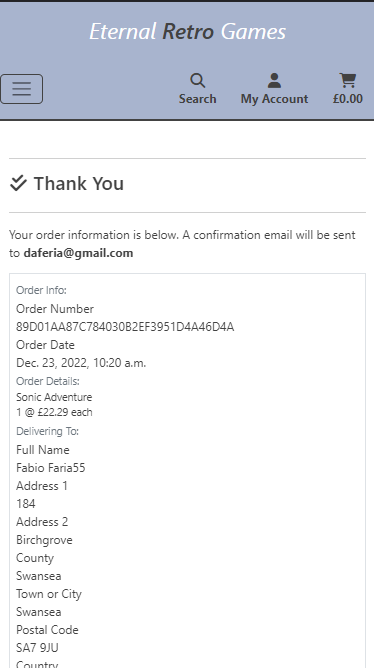 Eternal Retro Games
Search
My Account
£0.00
Thank You
Your order information is below. A confirmation email will be sent
to daferia@gmail.com
Order Info:
Order Number
89D01AA87C784030B2EF3951D4A46D4A
Order Date
Dec. 23, 2022, 10:20 a.m.
Order Details:
Sonic Adventure
1 @ £22.29 each
Delivering To:
Full Name
Fabio Faria55
Address 1
184
Address 2
Birchgrove
County
Swansea
Town or City
Swansea
Postal Code
SA7 9JU
Country